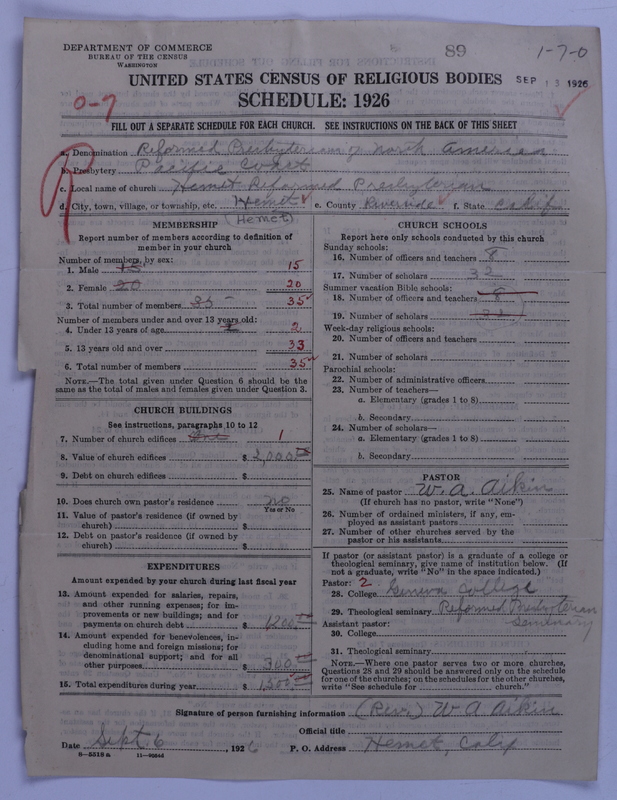 DEPARTMENT OF COMMERCE
BUREAU OF THE CENSUS
WASHINGTON
89
1-7-0
UNITED STATES CENSUS OF RELIGIOUS BODIES
SEP 13 1926
0-7
SCHEDULE: 1926
FILL OUT A SEPARATE SCHEDULE FOR EACH CHURCH. SEE INSTRUCTIONS ON THE BACK OF THIS SHEET
R
a. Denomination Reformed Presbyterian of North America
b. Presbytery Pacific Coast
c. Local name of church Hemet Reformed Presbyterian
d. City, town, village, or township, etc. Hemet e. County Riverside f. State Calif
(Hemet)
MEMBERSHIP
Report number of members according to definition of
member in your church
Number of members, by sex:
1. Male 15 15
2. Female 20 20
3. Total number of members 35 35
Number of members under and over 13 years old:
4. Under 13 years of age 2 2
5. 13 years old and over 33
6. Total number of members 35
NOTE.—The total given under Question 6 should be the
same as the total of males and females given under Question 3.
CHURCH BUILDINGS
See instructions, paragraphs 10 to 12
7. Number of church edifices One 1
8. Value of church edifices $ 2,000
9. Debt on church edifices $
10. Does church own pastor's residence no
Yes or No
11. Value of pastor's residence (if owned by
church) $
12. Debt on pastor's residence (if owned by
church) $
EXPENDITURES
Amount expended by your church during last fiscal year
13. Amount expended for salaries, repairs,
and other running expenses; for im-
provements or new buildings; and for
payments on church debt $ 1200
14. Amount expended for benevolences, in-
cluding home and foreign missions; for
denominational support; and for all
other purposes $ 300
15. Total expenditures during year $ 1,500
CHURCH SCHOOLS
Report here only schools conducted by this church
Sunday schools:
16. Number of officers and teachers 8
17. Number of scholars 32
Summer vacation Bible schools:
18. Number of officers and teachers 8
19. Number of scholars 32
Week-day religious schools:
20. Number of officers and teachers
21. Number of scholars
Parochial schools:
22. Number of administrative officers
23. Number of teachers—
a. Elementary (grades 1 to 8)
b. Secondary
24. Number of scholars—
a. Elementary (grades 1 to 8)
b. Secondary
PASTOR
25. Name of pastor W. A. Aikin
(If church has no pastor, write "None")
26. Number of ordained ministers, if any, em-
ployed as assistant pastors
27. Number of other churches served by the
pastor or his assistants
If pastor (or assistant pastor) is a graduate of a college or
theological seminary, give name of institution below. (If
not a graduate, write "No" in the space indicated.)
Pastor: 2
28. College Geneva College
29. Theological seminary Reformed Presbyterian
Seminary
Assistant pastor:
30. College
31. Theological seminary
NOTE.—Where one pastor serves two or more churches,
Questions 28 and 29 should be answered only on the schedule
for one of the churches; on the schedules for the other churches,
write "See schedule for church."
Signature of person furnishing information (Rev.) W A Aikin
Official title
Date Sept 6, 1926 P. O. Address Hemet, Calif
8—5518 a 11—9